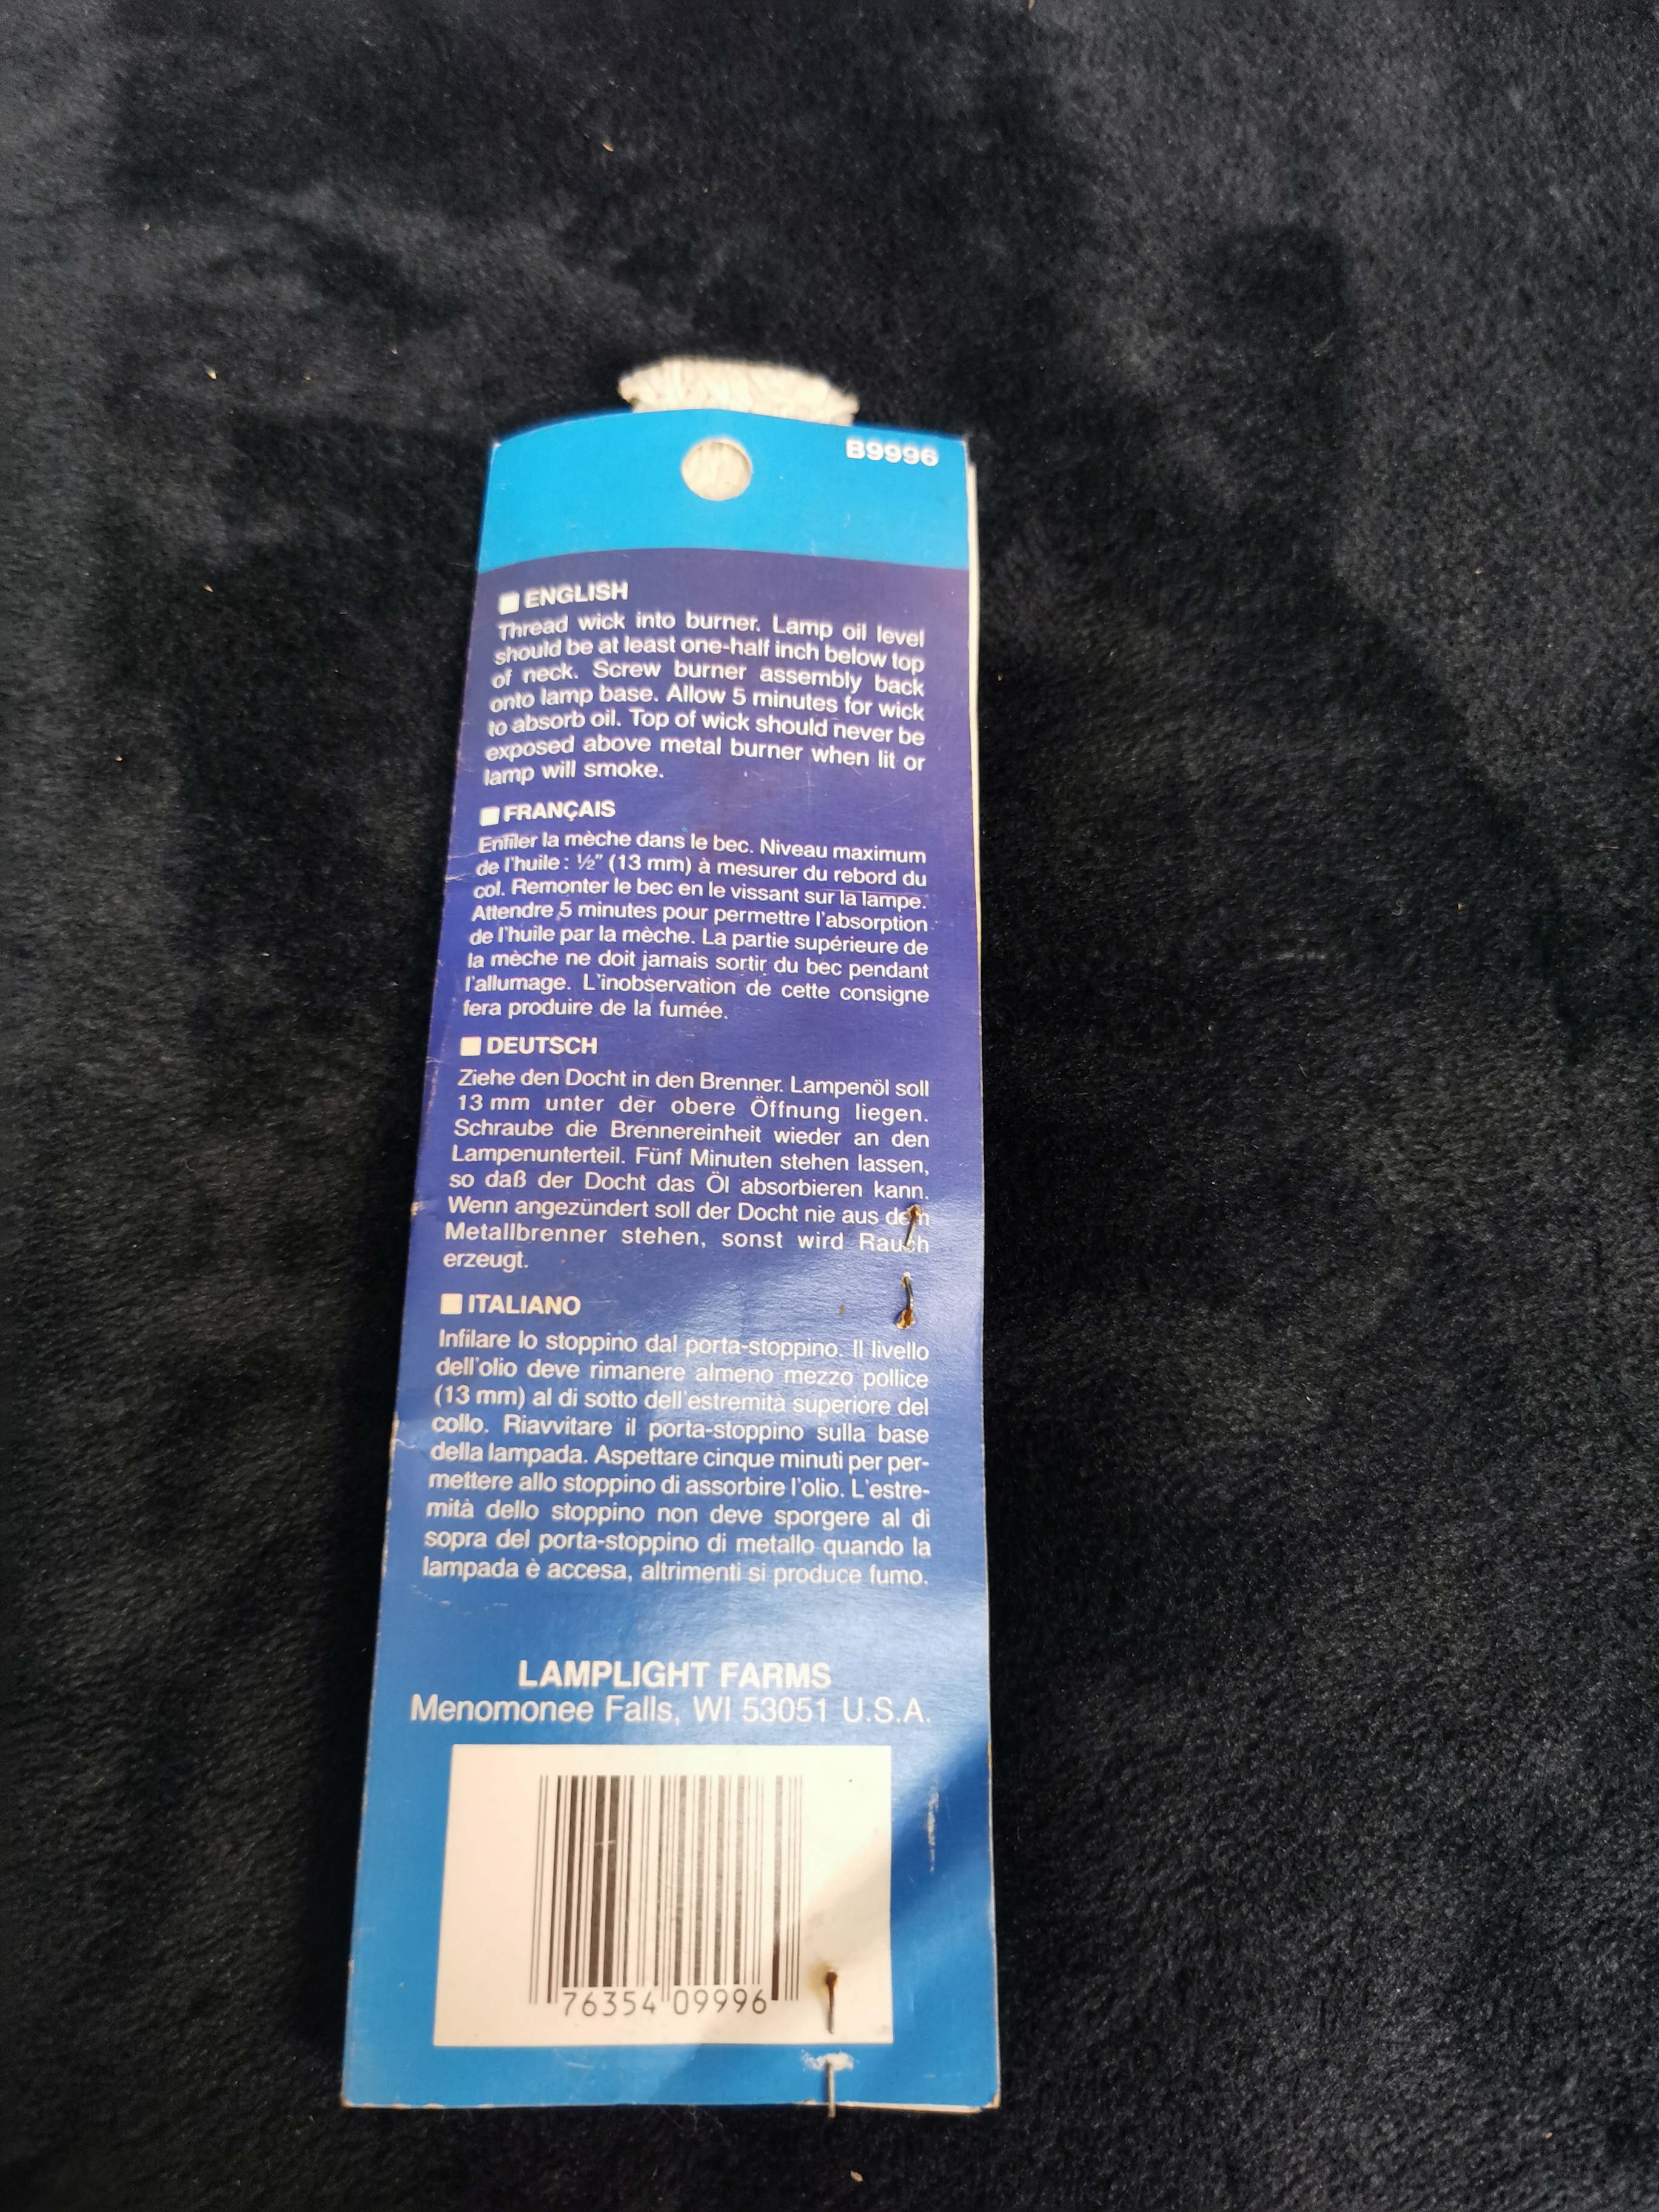 B9996
ENGLISH
Thread wick into burner. Lamp oil level
should be at least one-half inch below top
of neck. Screw burner assembly back
onto lamp base. Allow 5 minutes for wick
to absorb oil. Top of wick should never be
exposed above metal burner when lit or
lamp will smoke.
FRANÇAIS
Enfiler la mèche dans le bec. Niveau maximum
de l'huile : ½" (13 mm) à mesurer du rebord du
col. Remonter le bec en le vissant sur la lampe.
Attendre 5 minutes pour permettre l'absorption
de l'huile par la mèche. La partie supérieure de
la mèche ne doit jamais sortir du bec pendant
l'allumage. L'inobservation de cette consigne
fera produire de la fumée.
DEUTSCH
Ziehe den Docht in den Brenner. Lampenöl soll
13 mm unter der obere Öffnung liegen.
Schraube die Brennereinheit wieder an den
Lampenunterteil. Fünf Minuten stehen lassen,
so daß der Docht das Öl absorbieren kann.
Wenn angezündert soll der Docht nie aus dem
Metallbrenner stehen, sonst wird Rauch
erzeugt.
ITALIANO
Infilare lo stoppino dal porta-stoppino. Il livello
dell'olio deve rimanere almeno mezzo pollice
(13 mm) al di sotto dell'estremità superiore del
collo. Riavvitare il porta-stoppino sulla base
della lampada. Aspettare cinque minuti per per-
mettere allo stoppino di assorbire l'olio. L'estre-
mità dello stoppino non deve sporgere al di
sopra del porta-stoppino di metallo quando la
lampada è accesa, altrimenti si produce fumo.
LAMPLIGHT FARMS
Menomonee Falls, WI 53051 U.S.A.
76354 09996